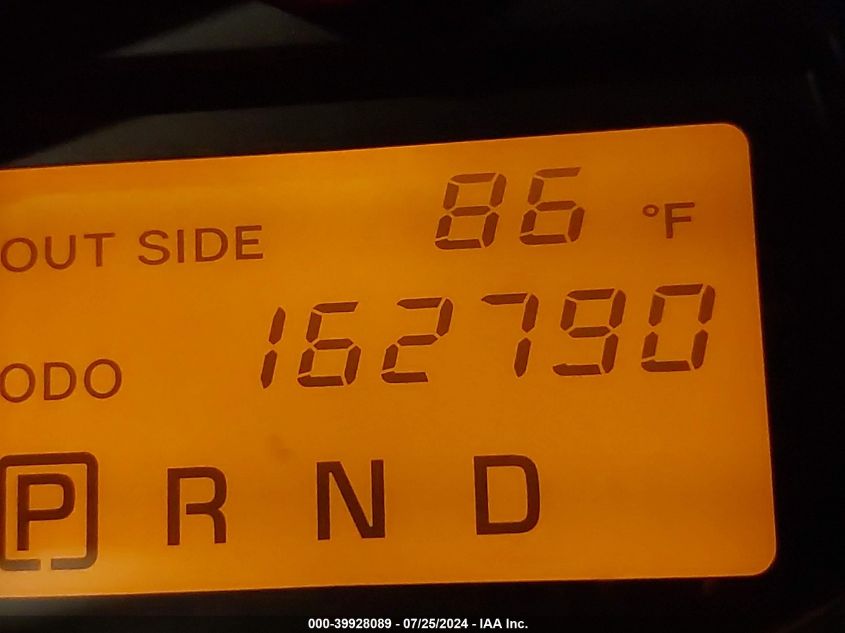 OUT SIDE 86 °F
ODO 162790
P R N D
000-39928089 - 07/25/2024 - IAA Inc.